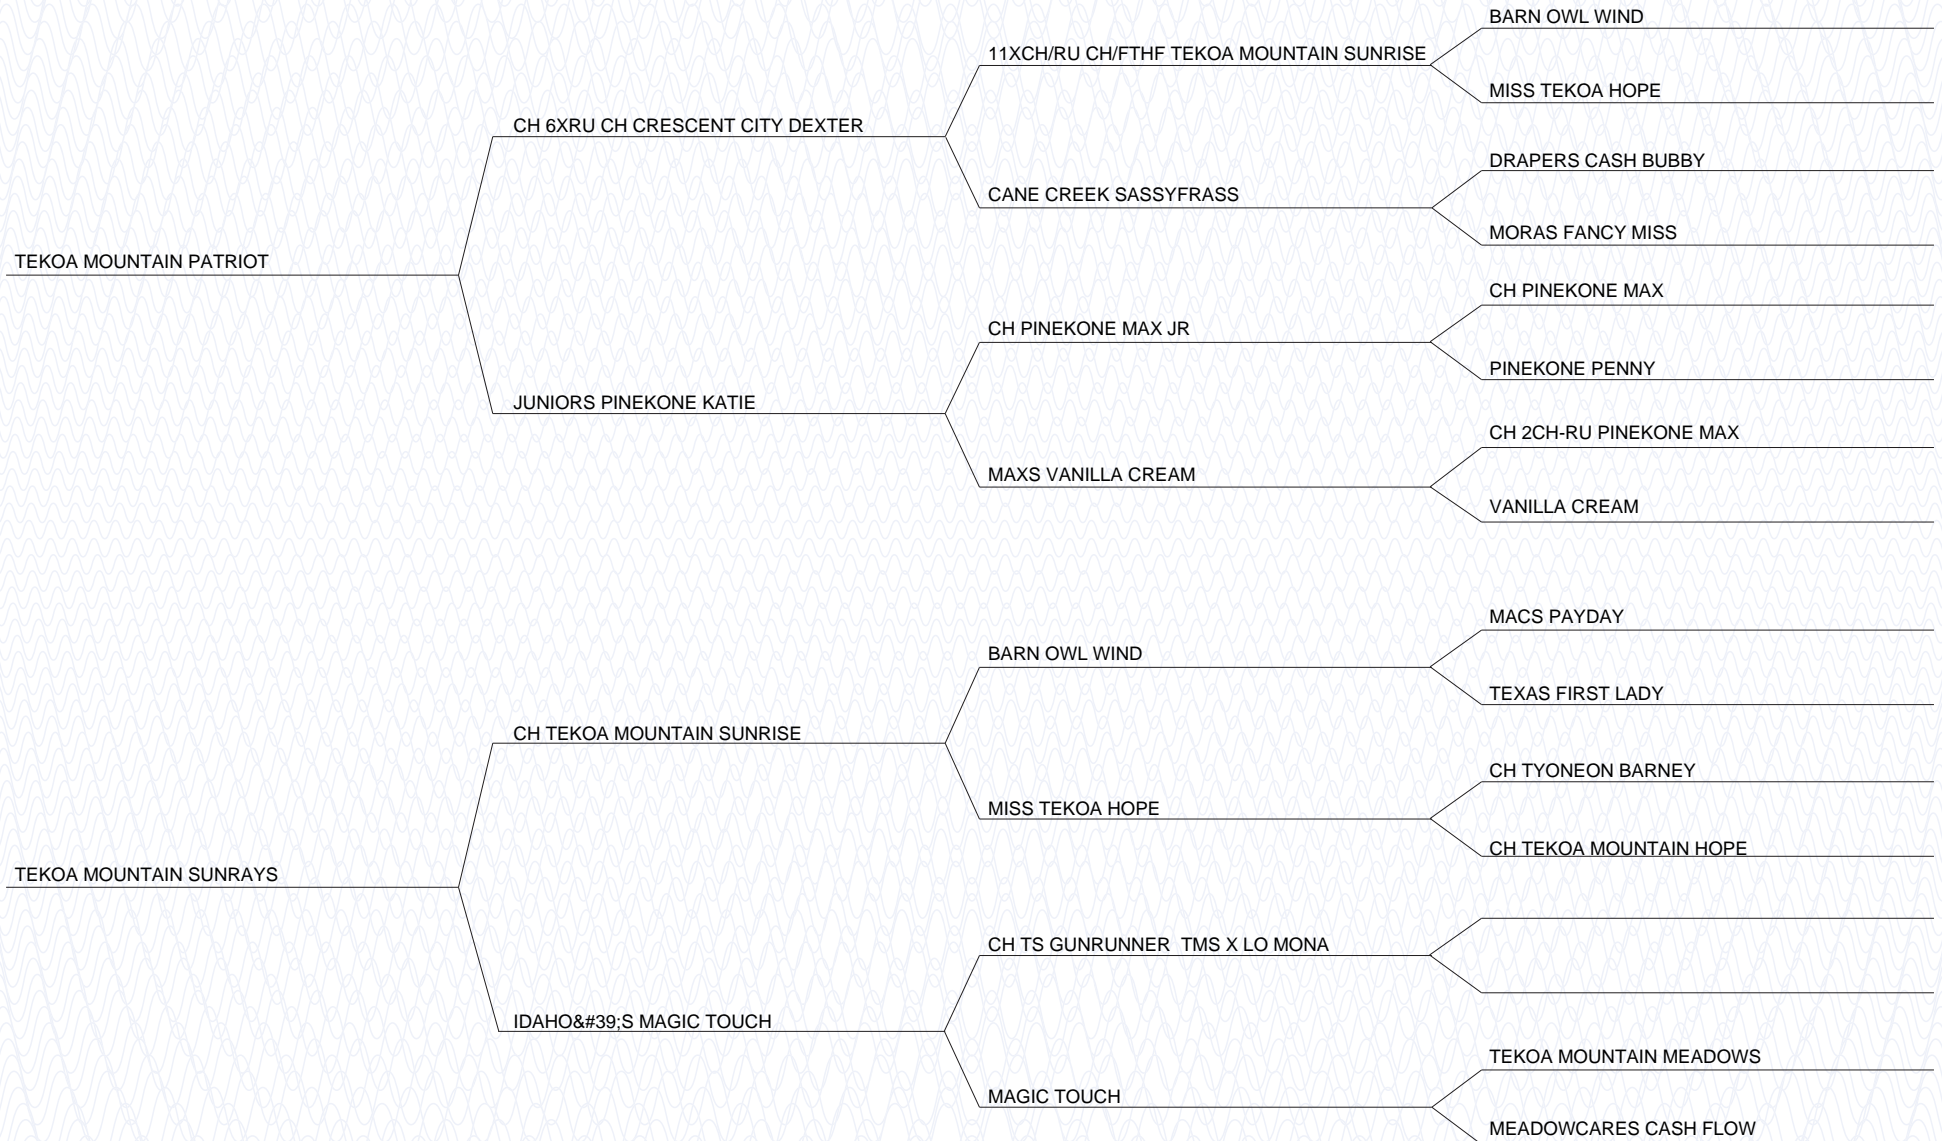 BARN OWL WIND
11XCH/RU CH/FTHF TEKOA MOUNTAIN SUNRISE
MISS TEKOA HOPE
CH 6XRU CH CRESCENT CITY DEXTER
DRAPERS CASH BUBBY
CANE CREEK SASSYFRASS
MORAS FANCY MISS
TEKOA MOUNTAIN PATRIOT
CH PINEKONE MAX
CH PINEKONE MAX JR
PINEKONE PENNY
JUNIORS PINEKONE KATIE
CH 2CH-RU PINEKONE MAX
MAXS VANILLA CREAM
VANILLA CREAM
MACS PAYDAY
BARN OWL WIND
TEXAS FIRST LADY
CH TEKOA MOUNTAIN SUNRISE
CH TYONEON BARNEY
MISS TEKOA HOPE
CH TEKOA MOUNTAIN HOPE
TEKOA MOUNTAIN SUNRAYS
CH TS GUNRUNNER  TMS X LO MONA
IDAHO&#39;S MAGIC TOUCH
TEKOA MOUNTAIN MEADOWS
MAGIC TOUCH
MEADOWCARES CASH FLOW